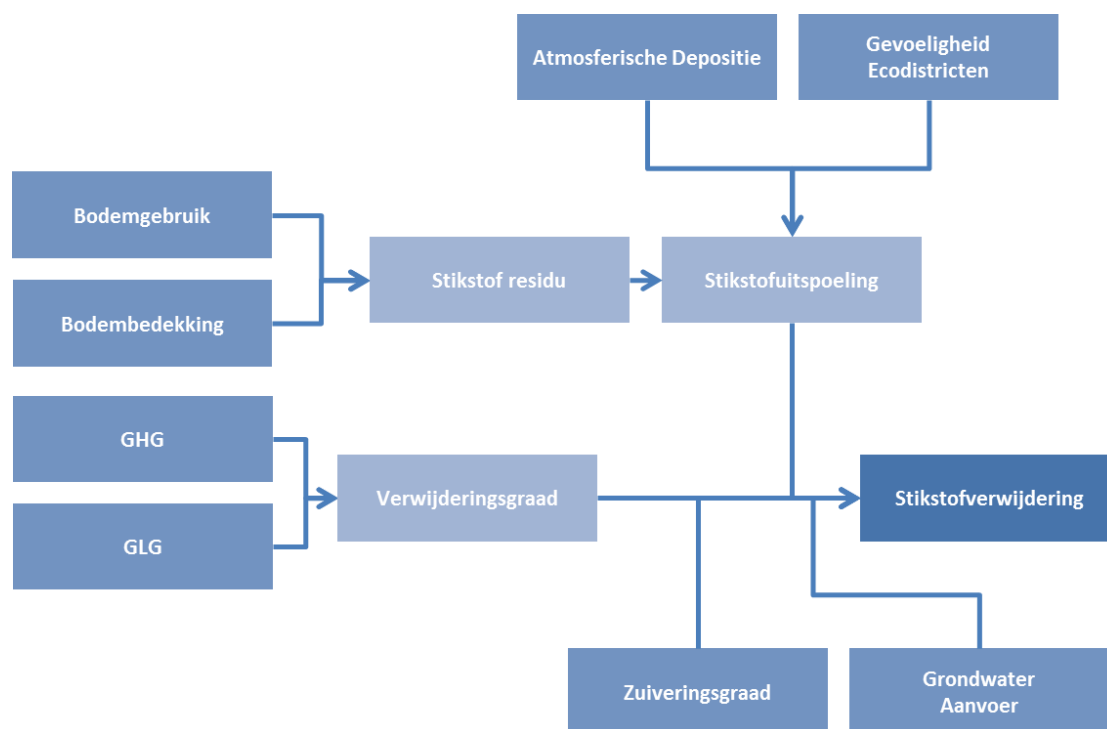 Atmosferische Depositie
Gevoeligheid
Ecodistricten
Bodemgebruik
Stikstof residu
Stikstofuitspoeling
Bodembedekking
GHG
Verwijderingsgraad
Stikstofverwijdering
GLG
Zuiveringsgraad
Grondwater
Aanvoer